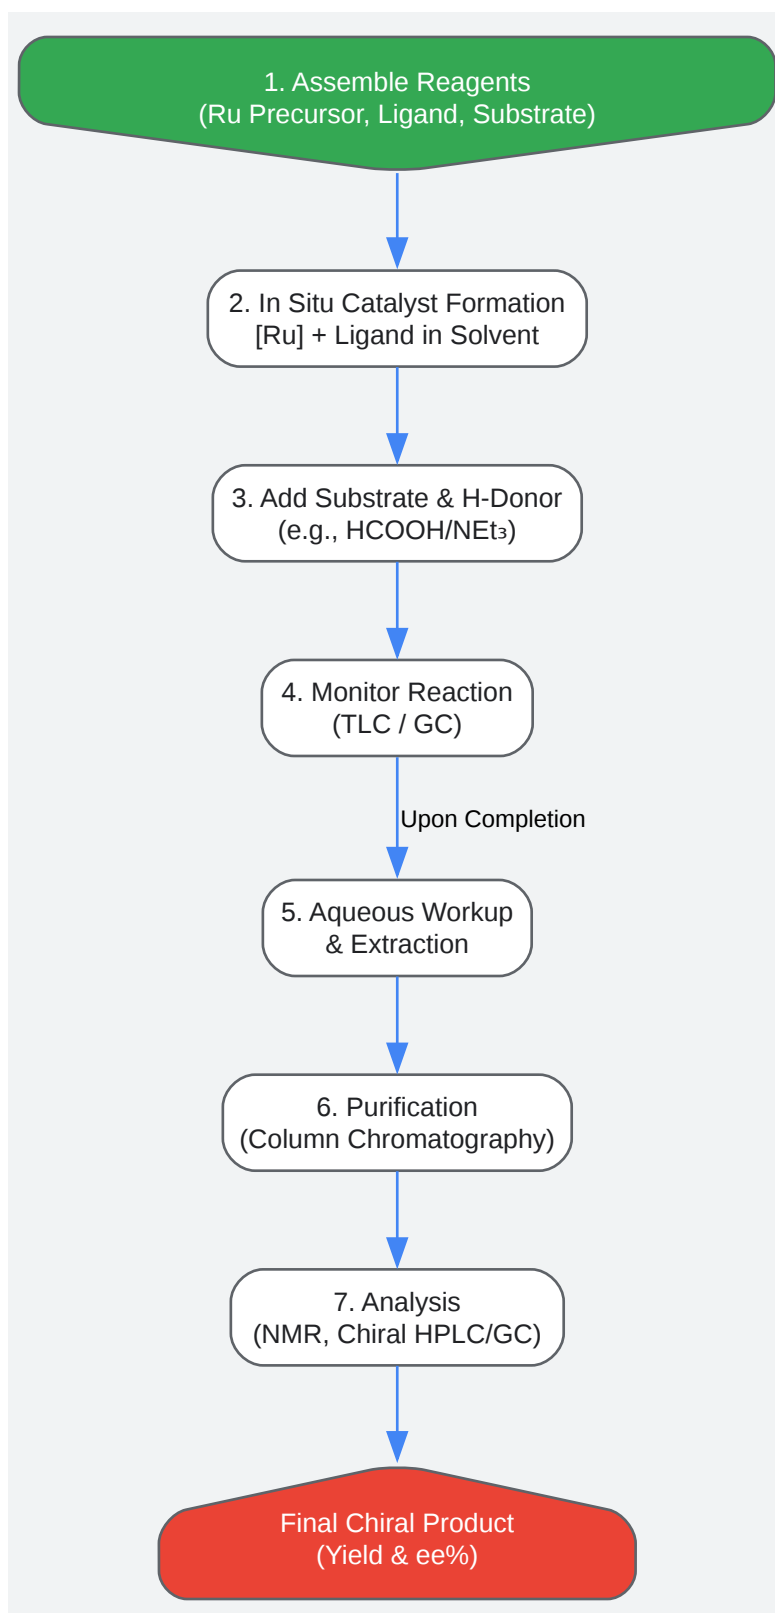 1. Assemble Reagents
(Ru Precursor, Ligand, Substrate)
2. In Situ Catalyst Formation
[Ru] + Ligand in Solvent
3. Add Substrate & H-Donor
(e.g., HCOOH/NEt₃)
4. Monitor Reaction
(TLC / GC)
Upon Completion
5. Aqueous Workup
& Extraction
6. Purification
(Column Chromatography)
7. Analysis
(NMR, Chiral HPLC/GC)
Final Chiral Product
(Yield & ee%)